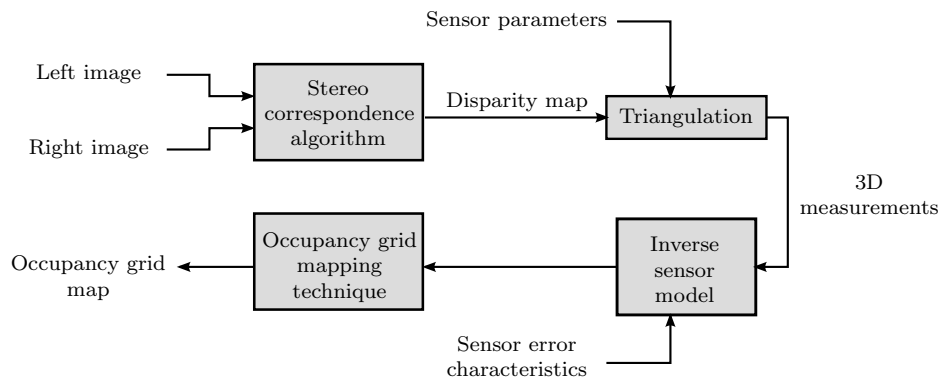 Sensor parameters
Left image
Right image
Stereo
correspondence
algorithm
Disparity map
Triangulation
3D
measurements
Occupancy grid
map
Occupancy grid
mapping
technique
Inverse
sensor
model
Sensor error
characteristics